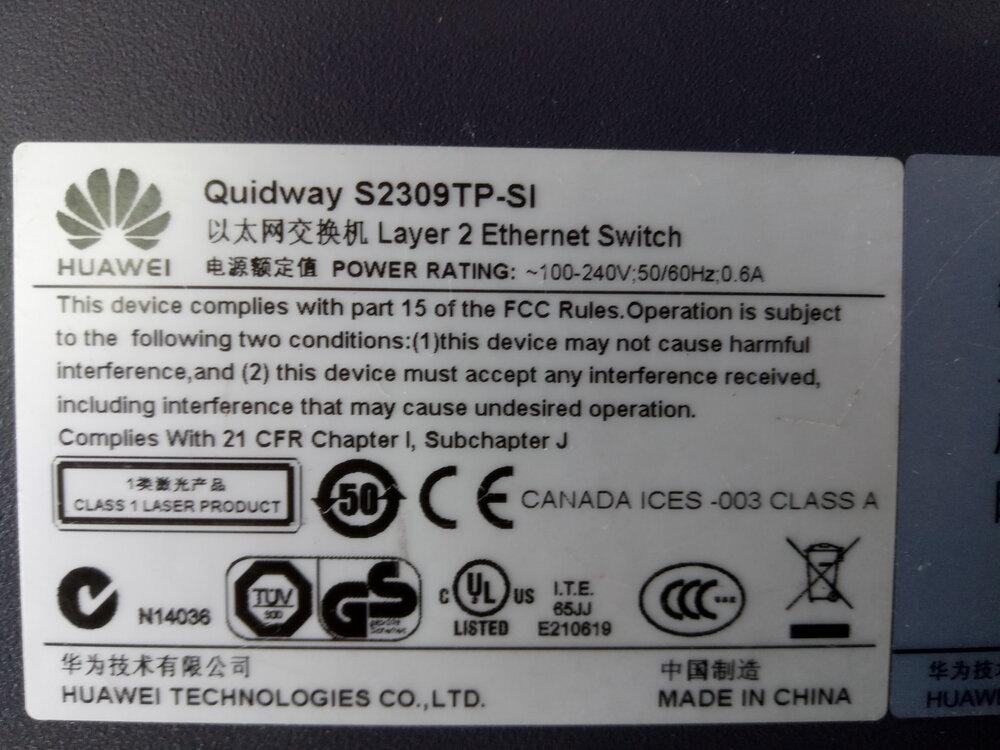 HUAWEI
Quidway S2309TP-SI
以太网交换机 Layer 2 Ethernet Switch
电源额定值 POWER RATING: ~100-240V;50/60Hz;0.6A
This device complies with part 15 of the FCC Rules.Operation is subject
to the following two conditions:(1)this device may not cause harmful
interference,and (2) this device must accept any interference received,
including interference that may cause undesired operation.
Complies With 21 CFR Chapter I, Subchapter J
1类激光产品
CLASS 1 LASER PRODUCT
50
CE
CANADA ICES -003 CLASS A
N14036
TUV
GS
c UL US
LISTED
I.T.E.
65JJ
E210619
CCC
华为技术有限公司
HUAWEI TECHNOLOGIES CO.,LTD.
中国制造
MADE IN CHINA
华为技
HUAW